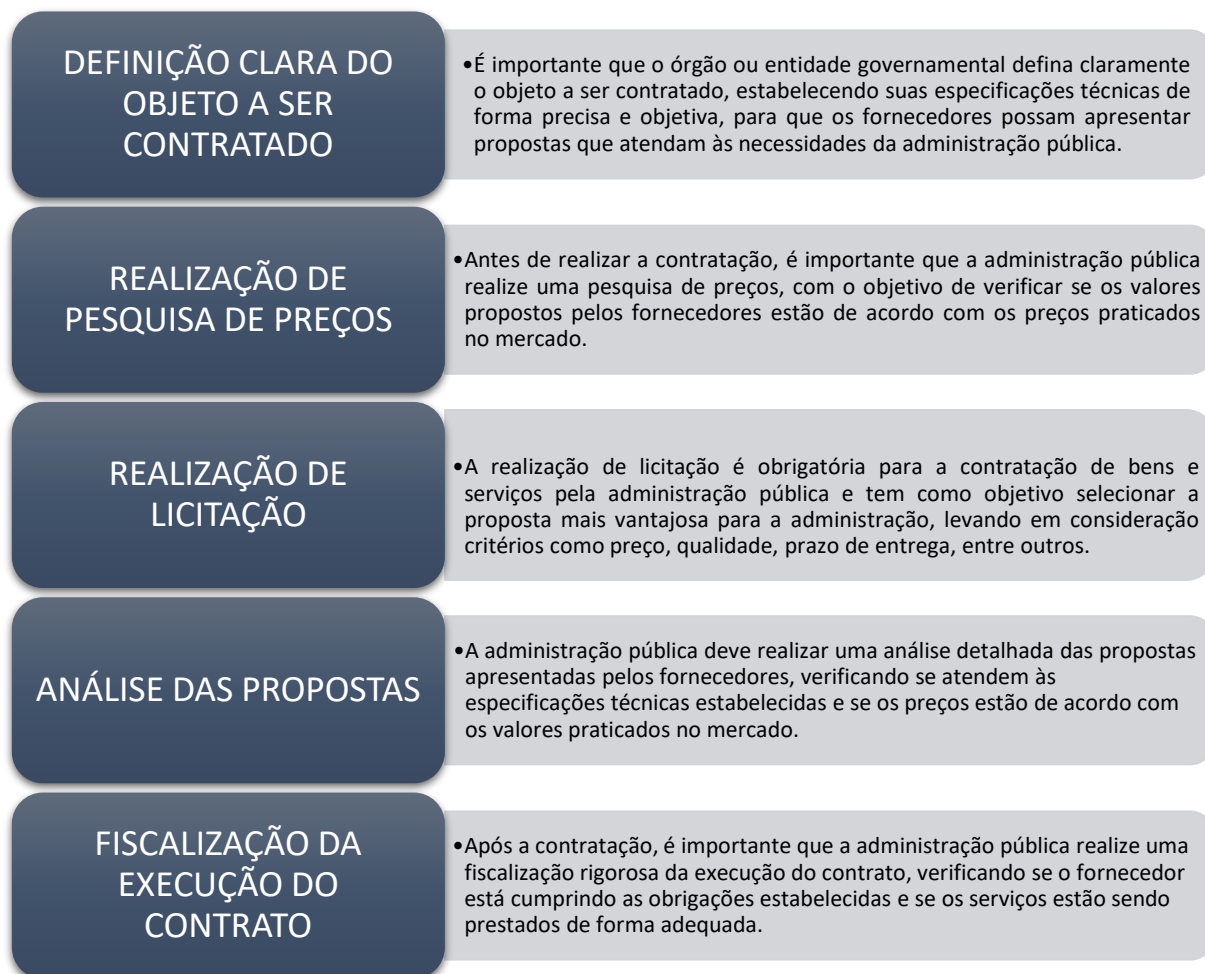 DEFINIÇÃO CLARA DO
OBJETO A SER
CONTRATADO
•É importante que o órgão ou entidade governamental defina claramente
o objeto a ser contratado, estabelecendo suas especificações técnicas de
forma precisa e objetiva, para que os fornecedores possam apresentar
propostas que atendam às necessidades da administração pública.
REALIZAÇÃO DE
PESQUISA DE PREÇOS
•Antes de realizar a contratação, é importante que a administração pública
realize uma pesquisa de preços, com o objetivo de verificar se os valores
propostos pelos fornecedores estão de acordo com os preços praticados
no mercado.
REALIZAÇÃO DE
LICITAÇÃO
•A realização de licitação é obrigatória para a contratação de bens e
serviços pela administração pública e tem como objetivo selecionar a
proposta mais vantajosa para a administração, levando em consideração
critérios como preço, qualidade, prazo de entrega, entre outros.
ANÁLISE DAS PROPOSTAS
•A administração pública deve realizar uma análise detalhada das propostas
apresentadas pelos fornecedores, verificando se atendem às
especificações técnicas estabelecidas e se os preços estão de acordo com
os valores praticados no mercado.
FISCALIZAÇÃO DA
EXECUÇÃO DO
CONTRATO
•Após a contratação, é importante que a administração pública realize uma
fiscalização rigorosa da execução do contrato, verificando se o fornecedor
está cumprindo as obrigações estabelecidas e se os serviços estão sendo
prestados de forma adequada.